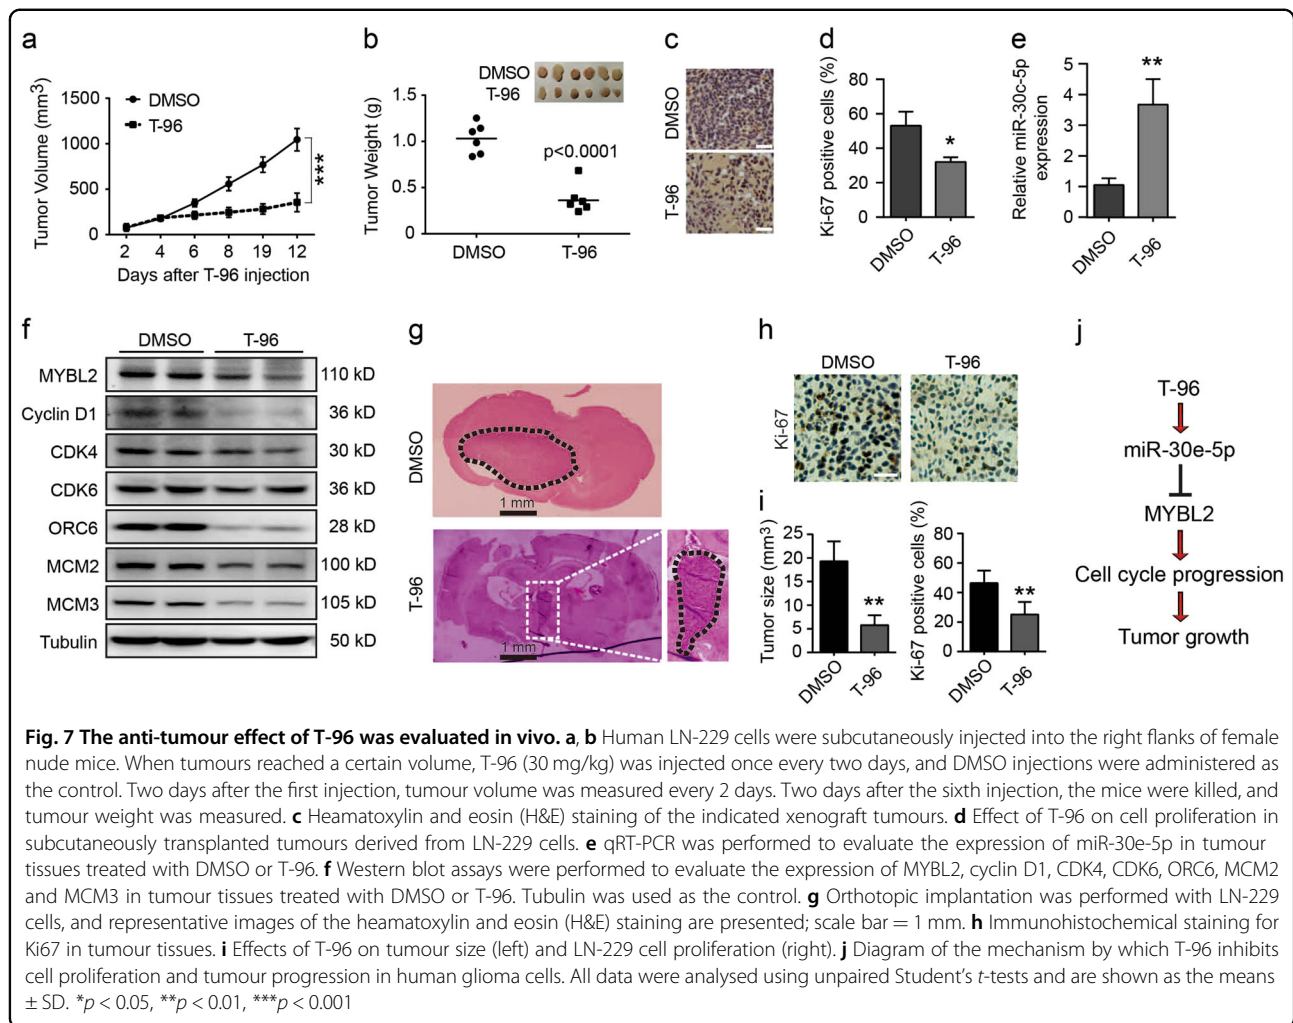 a
Tumor Volume (mm³)
1500
1000
500
0
DMSO
T-96
***
2 4 6 8 19 12
Days after T-96 injection
b
DMSO
T-96
Tumor Weight (g)
1.5
1.0
0.5
0.0
p<0.0001
DMSO T-96
c
DMSO
T-96
d
Ki-67 positive cells (%)
80
60
40
20
0
*
DMSO
T-96
e
Relative miR-30c-5p
expression
5
4
3
2
1
0
**
DMSO
T-96
f
DMSO T-96
MYBL2 110 kD
Cyclin D1 36 kD
CDK4 30 kD
CDK6 36 kD
ORC6 28 kD
MCM2 100 kD
MCM3 105 kD
Tubulin 50 kD
g
DMSO
1 mm
T-96
1 mm
h
DMSO T-96
Ki-67
i
Tumor size (mm³)
25
20
15
10
5
0
**
DMSO
T-96
Ki-67 positive cells (%)
80
60
40
20
0
**
DMSO
T-96
j
T-96
miR-30e-5p
MYBL2
Cell cycle progression
Tumor growth
Fig. 7 The anti-tumour effect of T-96 was evaluated in vivo. a, b Human LN-229 cells were subcutaneously injected into the right flanks of female
nude mice. When tumours reached a certain volume, T-96 (30 mg/kg) was injected once every two days, and DMSO injections were administered as
the control. Two days after the first injection, tumour volume was measured every 2 days. Two days after the sixth injection, the mice were killed, and
tumour weight was measured. c Heamatoxylin and eosin (H&E) staining of the indicated xenograft tumours. d Effect of T-96 on cell proliferation in
subcutaneously transplanted tumours derived from LN-229 cells. e qRT-PCR was performed to evaluate the expression of miR-30e-5p in tumour
tissues treated with DMSO or T-96. f Western blot assays were performed to evaluate the expression of MYBL2, cyclin D1, CDK4, CDK6, ORC6, MCM2
and MCM3 in tumour tissues treated with DMSO or T-96. Tubulin was used as the control. g Orthotopic implantation was performed with LN-229
cells, and representative images of the heamatoxylin and eosin (H&E) staining are presented; scale bar = 1 mm. h Immunohistochemical staining for
Ki67 in tumour tissues. i Effects of T-96 on tumour size (left) and LN-229 cell proliferation (right). j Diagram of the mechanism by which T-96 inhibits
cell proliferation and tumour progression in human glioma cells. All data were analysed using unpaired Student's t-tests and are shown as the means
± SD. *p < 0.05, **p < 0.01, ***p < 0.001